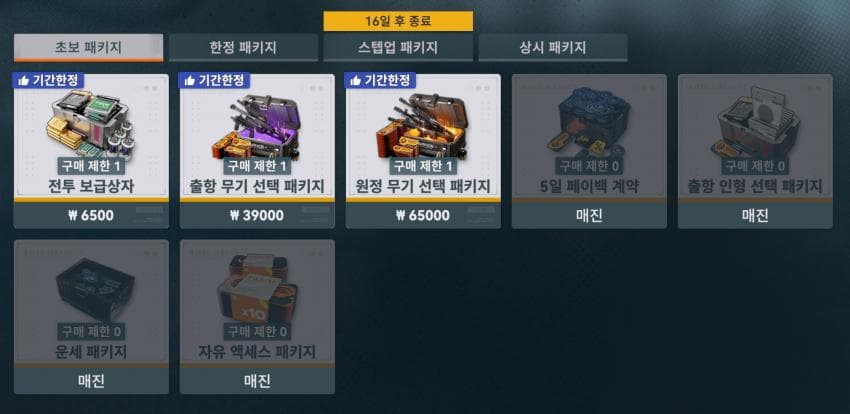 16일 후 종료
초보 패키지
한정 패키지
스텝업 패키지
상시 패키지
기간한정
구매 제한 1
전투 보급상자
₩ 6500
기간한정
구매 제한 1
출항 무기 선택 패키지
₩ 39000
기간한정
구매 제한 1
원정 무기 선택 패키지
₩ 65000
구매 제한 0
5일 페이백 계약
매진
구매 제한 0
출항 인형 선택 패키지
매진
구매 제한 0
운세 패키지
매진
x10
구매 제한 0
자유 액세스 패키지
매진